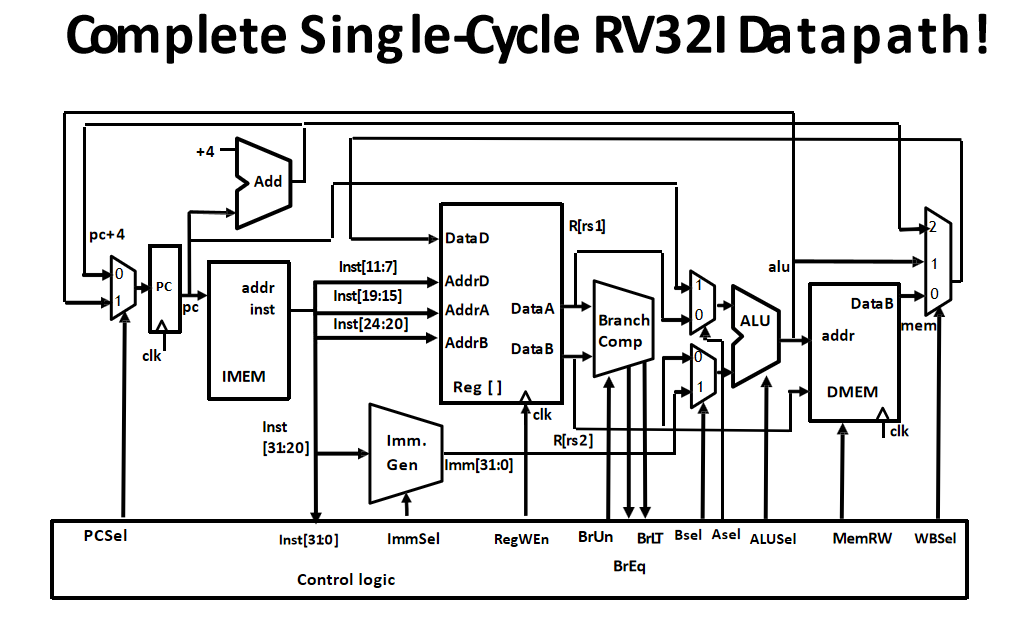 Complete Single-Cycle RV32I Datapath!
+4
Add
pc+4
0
1
PC
pc
clk
addr
inst
IMEM
Inst[11:7]
Inst[19:15]
Inst[24:20]
Inst
[31:20]
DataD
AddrD
AddrA
AddrB
DataA
DataB
Reg [ ]
clk
Imm.
Gen
Imm[31:0]
R[rs1]
R[rs2]
Branch
Comp
1
0
0
1
ALU
alu
addr
DataB
DMEM
clk
mem
2
1
0
PCSel
Inst[31:0]
ImmSel
RegWEn
BrUn
BrEq
BrLT
Bsel
Asel
ALUSel
MemRW
WBSel
Control logic